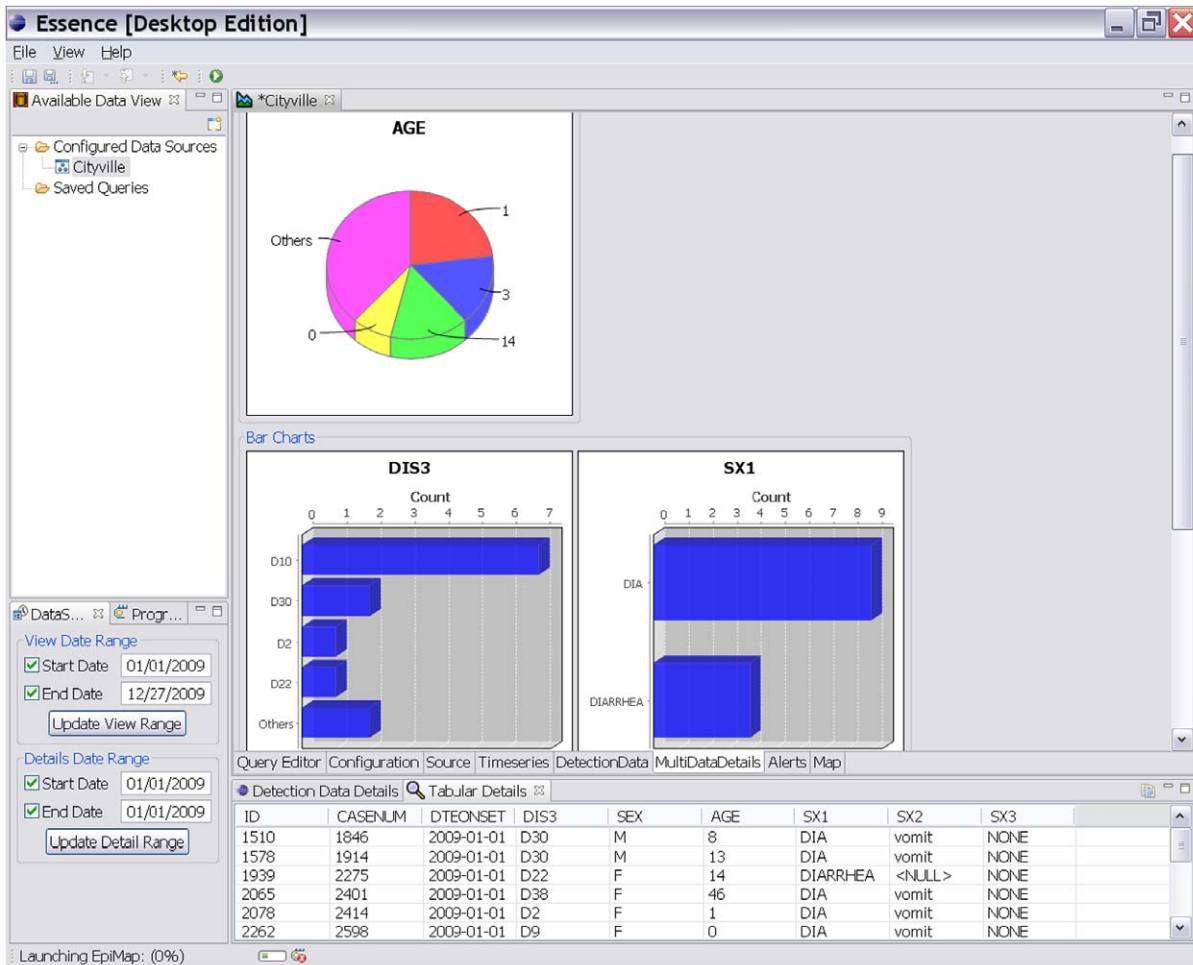 Essence [Desktop Edition]
File View Help
Available Data View
Configured Data Sources
Cityville
Saved Queries
*Cityville
AGE
1
Others
3
0
14
Bar Charts
DIS3
Count
0 1 2 3 4 5 6 7
D10
D30
D2
D22
Others
SX1
Count
0 1 2 3 4 5 6 7 8 9
DIA
DIARRHEA
Query Editor Configuration Source Timeseries DetectionData MultiDataDetails Alerts Map
DataS... Progr...
View Date Range
Start Date 01/01/2009
End Date 12/27/2009
Update View Range
Details Date Range
Start Date 01/01/2009
End Date 01/01/2009
Update Detail Range
Detection Data Details Tabular Details
ID CASENUM DTEONSET DIS3 SEX AGE SX1 SX2 SX3
1510 1846 2009-01-01 D30 M 8 DIA vomit NONE
1578 1914 2009-01-01 D30 M 13 DIA vomit NONE
1939 2275 2009-01-01 D22 F 14 DIARRHEA <NULL> NONE
2065 2401 2009-01-01 D38 F 46 DIA vomit NONE
2078 2414 2009-01-01 D2 F 1 DIA vomit NONE
2262 2598 2009-01-01 D9 F 0 DIA vomit NONE
Launching EpiMap: (0%)